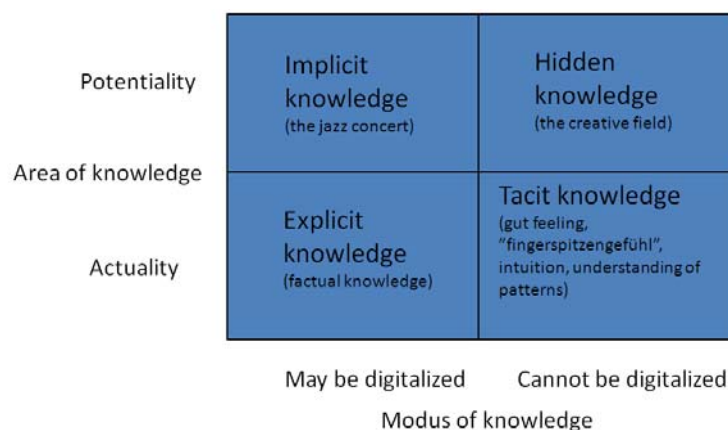 Potentiality
Implicit
knowledge
(the jazz concert)
Hidden
knowledge
(the creative field)
Area of knowledge
Actuality
Explicit
knowledge
(factual knowledge)
Tacit knowledge
(gut feeling,
”fingerspitzengefühl”,
intuition, understanding of
patterns)
May be digitalized
Cannot be digitalized
Modus of knowledge